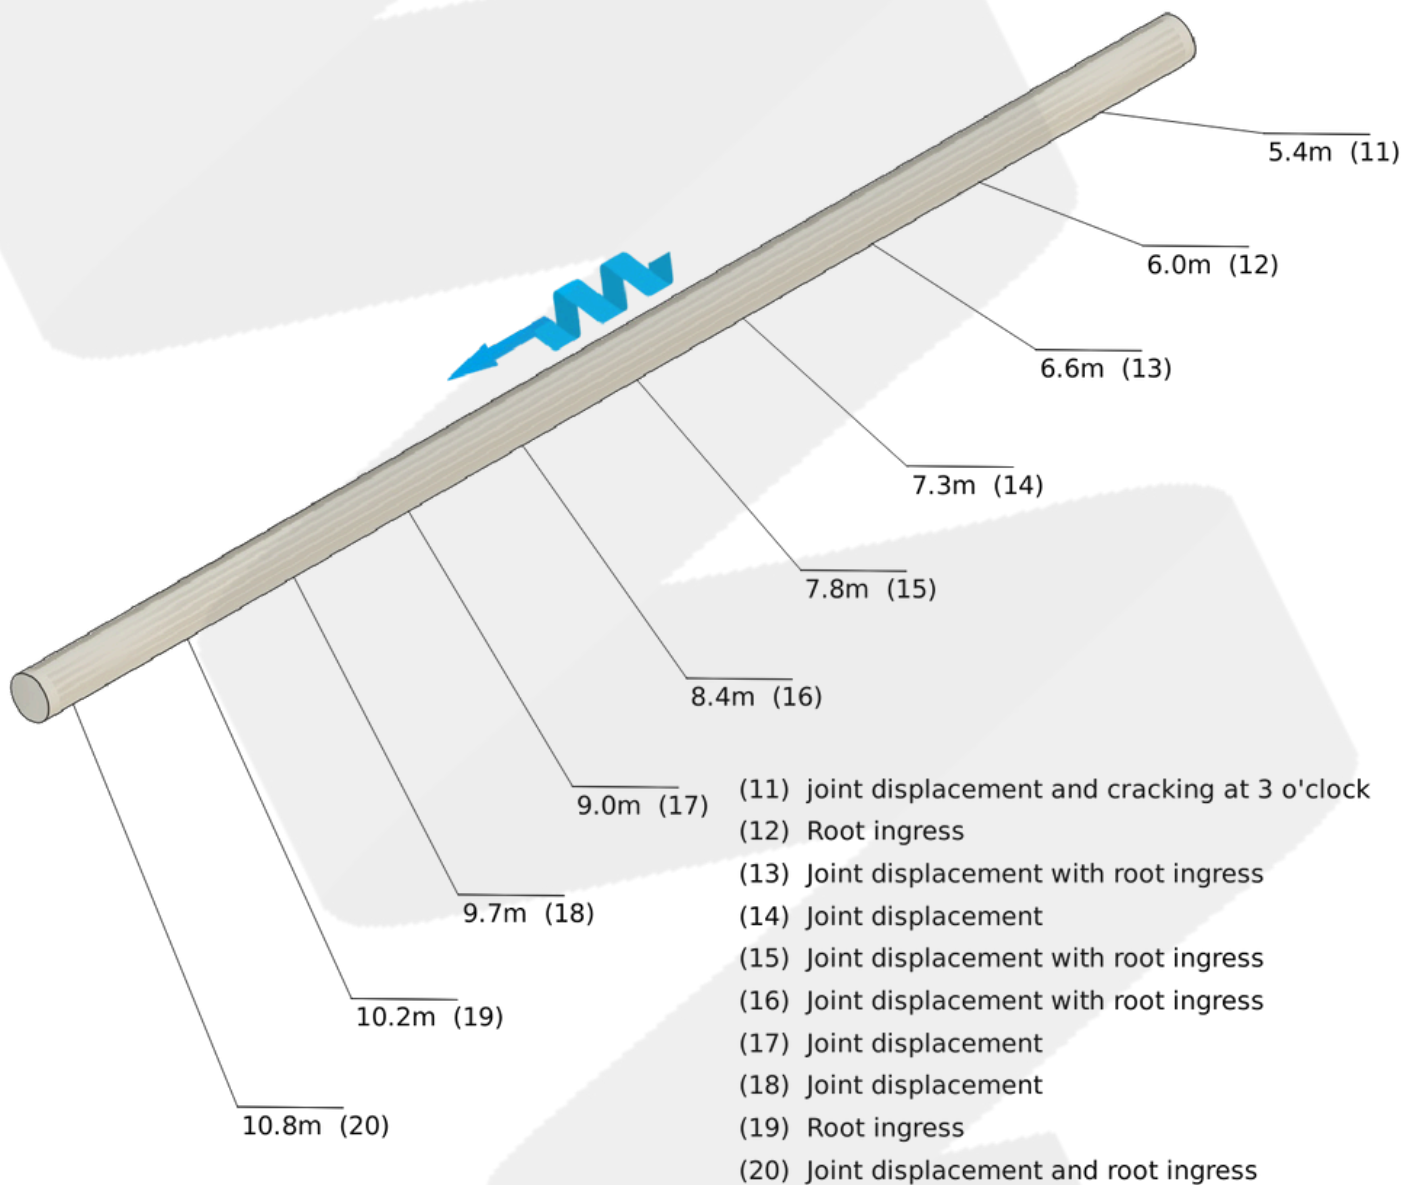 5.4m (11)
6.0m (12)
6.6m (13)
7.3m (14)
7.8m (15)
8.4m (16)
9.0m (17)
9.7m (18)
10.2m (19)
10.8m (20)
(11) joint displacement and cracking at 3 o'clock
(12) Root ingress
(13) Joint displacement with root ingress
(14) Joint displacement
(15) Joint displacement with root ingress
(16) Joint displacement with root ingress
(17) Joint displacement
(18) Joint displacement
(19) Root ingress
(20) Joint displacement and root ingress